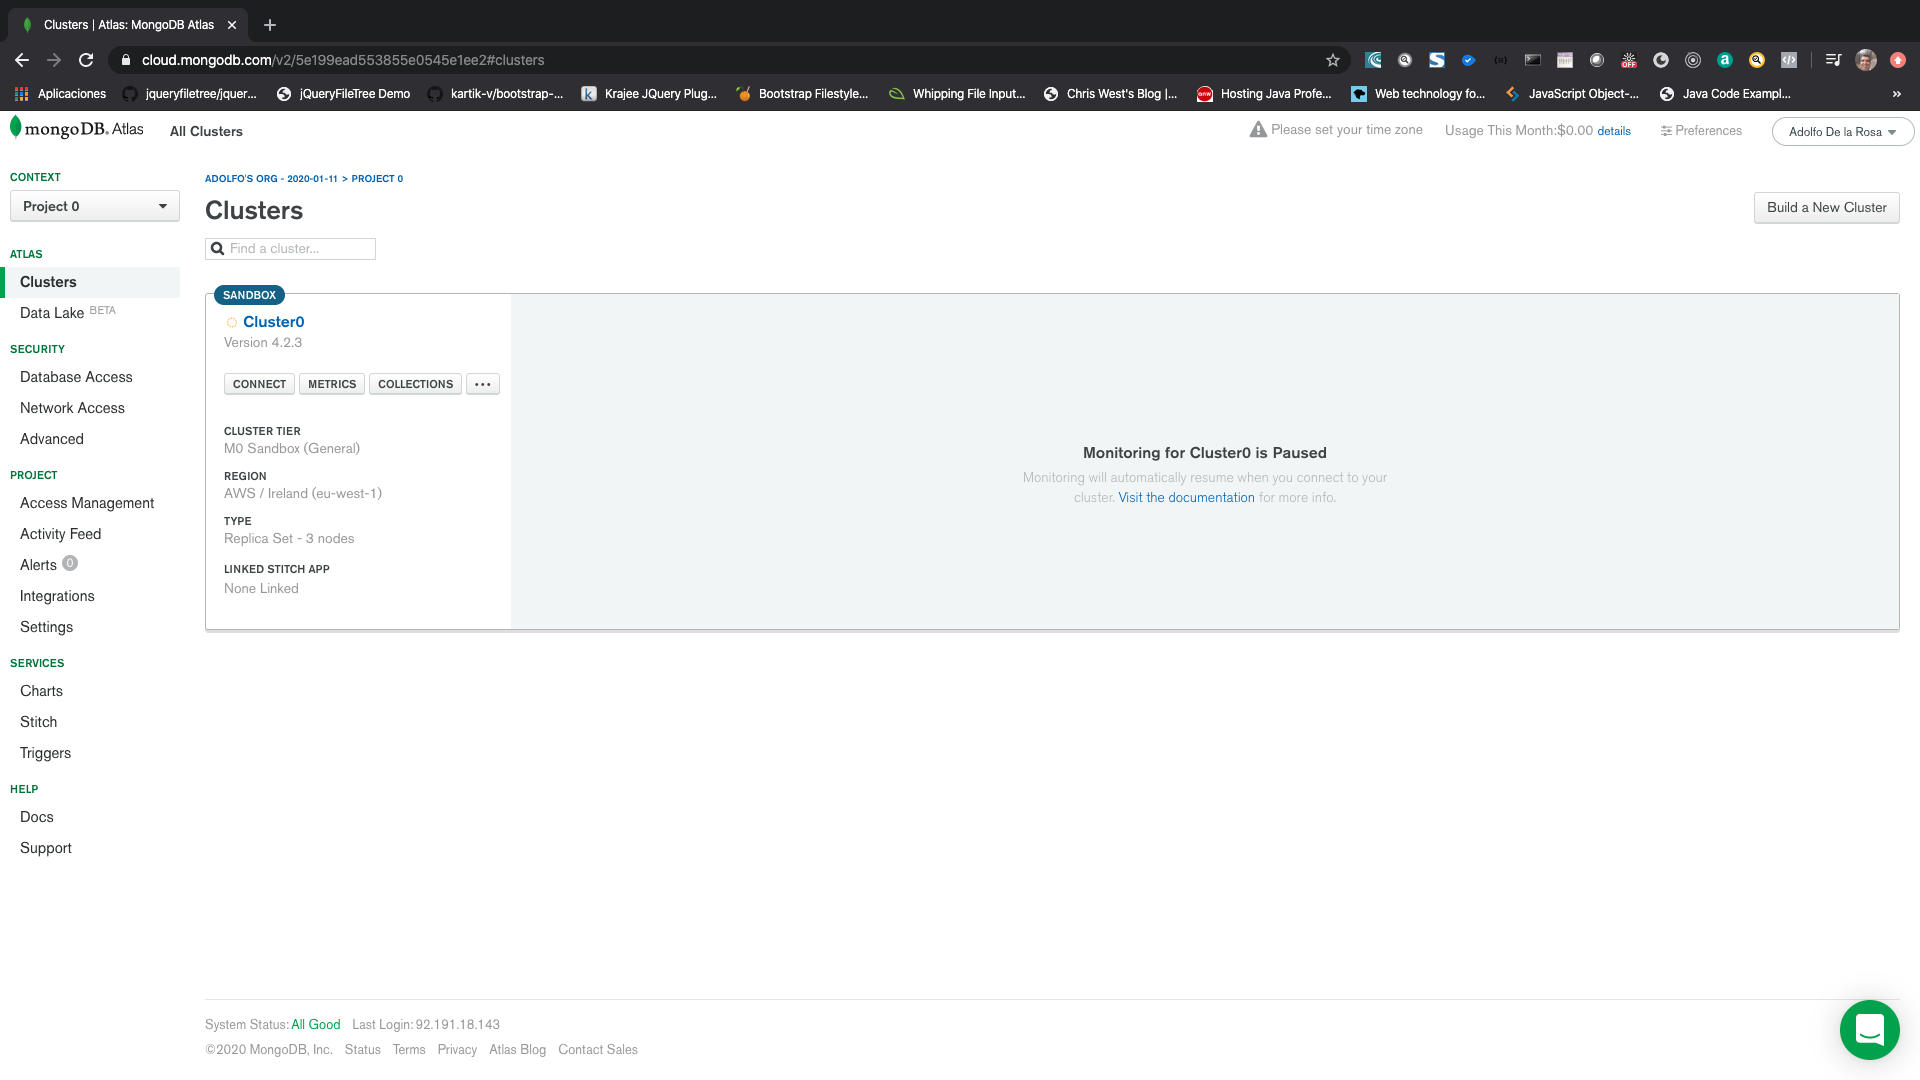 Clusters | Atlas: MongoDB Atlas
cloud.mongodb.com/v2/5e199ead553855e0545e1ee2#clusters
Aplicaciones
jqueryfiletree/jquer...
jQueryFileTree Demo
kartik-v/bootstrap-...
Krajee JQuery Plug...
Bootstrap Filestyle...
Whipping File Input...
Chris West's Blog |...
Hosting Java Profe...
Web technology fo...
JavaScript Object-...
Java Code Exampl...
»
mongoDB. Atlas
All Clusters
Please set your time zone
Usage This Month:$0.00 details
Preferences
Adolfo De la Rosa
CONTEXT
Project 0
ATLAS
Clusters
Data Lake BETA
SECURITY
Database Access
Network Access
Advanced
PROJECT
Access Management
Activity Feed
Alerts 0
Integrations
Settings
SERVICES
Charts
Stitch
Triggers
HELP
Docs
Support
ADOLFO'S ORG - 2020-01-11 > PROJECT 0
Clusters
Build a New Cluster
Find a cluster...
SANDBOX
Cluster0
Version 4.2.3
CONNECT
METRICS
COLLECTIONS
...
CLUSTER TIER
M0 Sandbox (General)
REGION
AWS / Ireland (eu-west-1)
TYPE
Replica Set - 3 nodes
LINKED STITCH APP
None Linked
Monitoring for Cluster0 is Paused
Monitoring will automatically resume when you connect to your
cluster. Visit the documentation for more info.
System Status: All Good Last Login: 92.191.18.143
©2020 MongoDB, Inc. Status Terms Privacy Atlas Blog Contact Sales